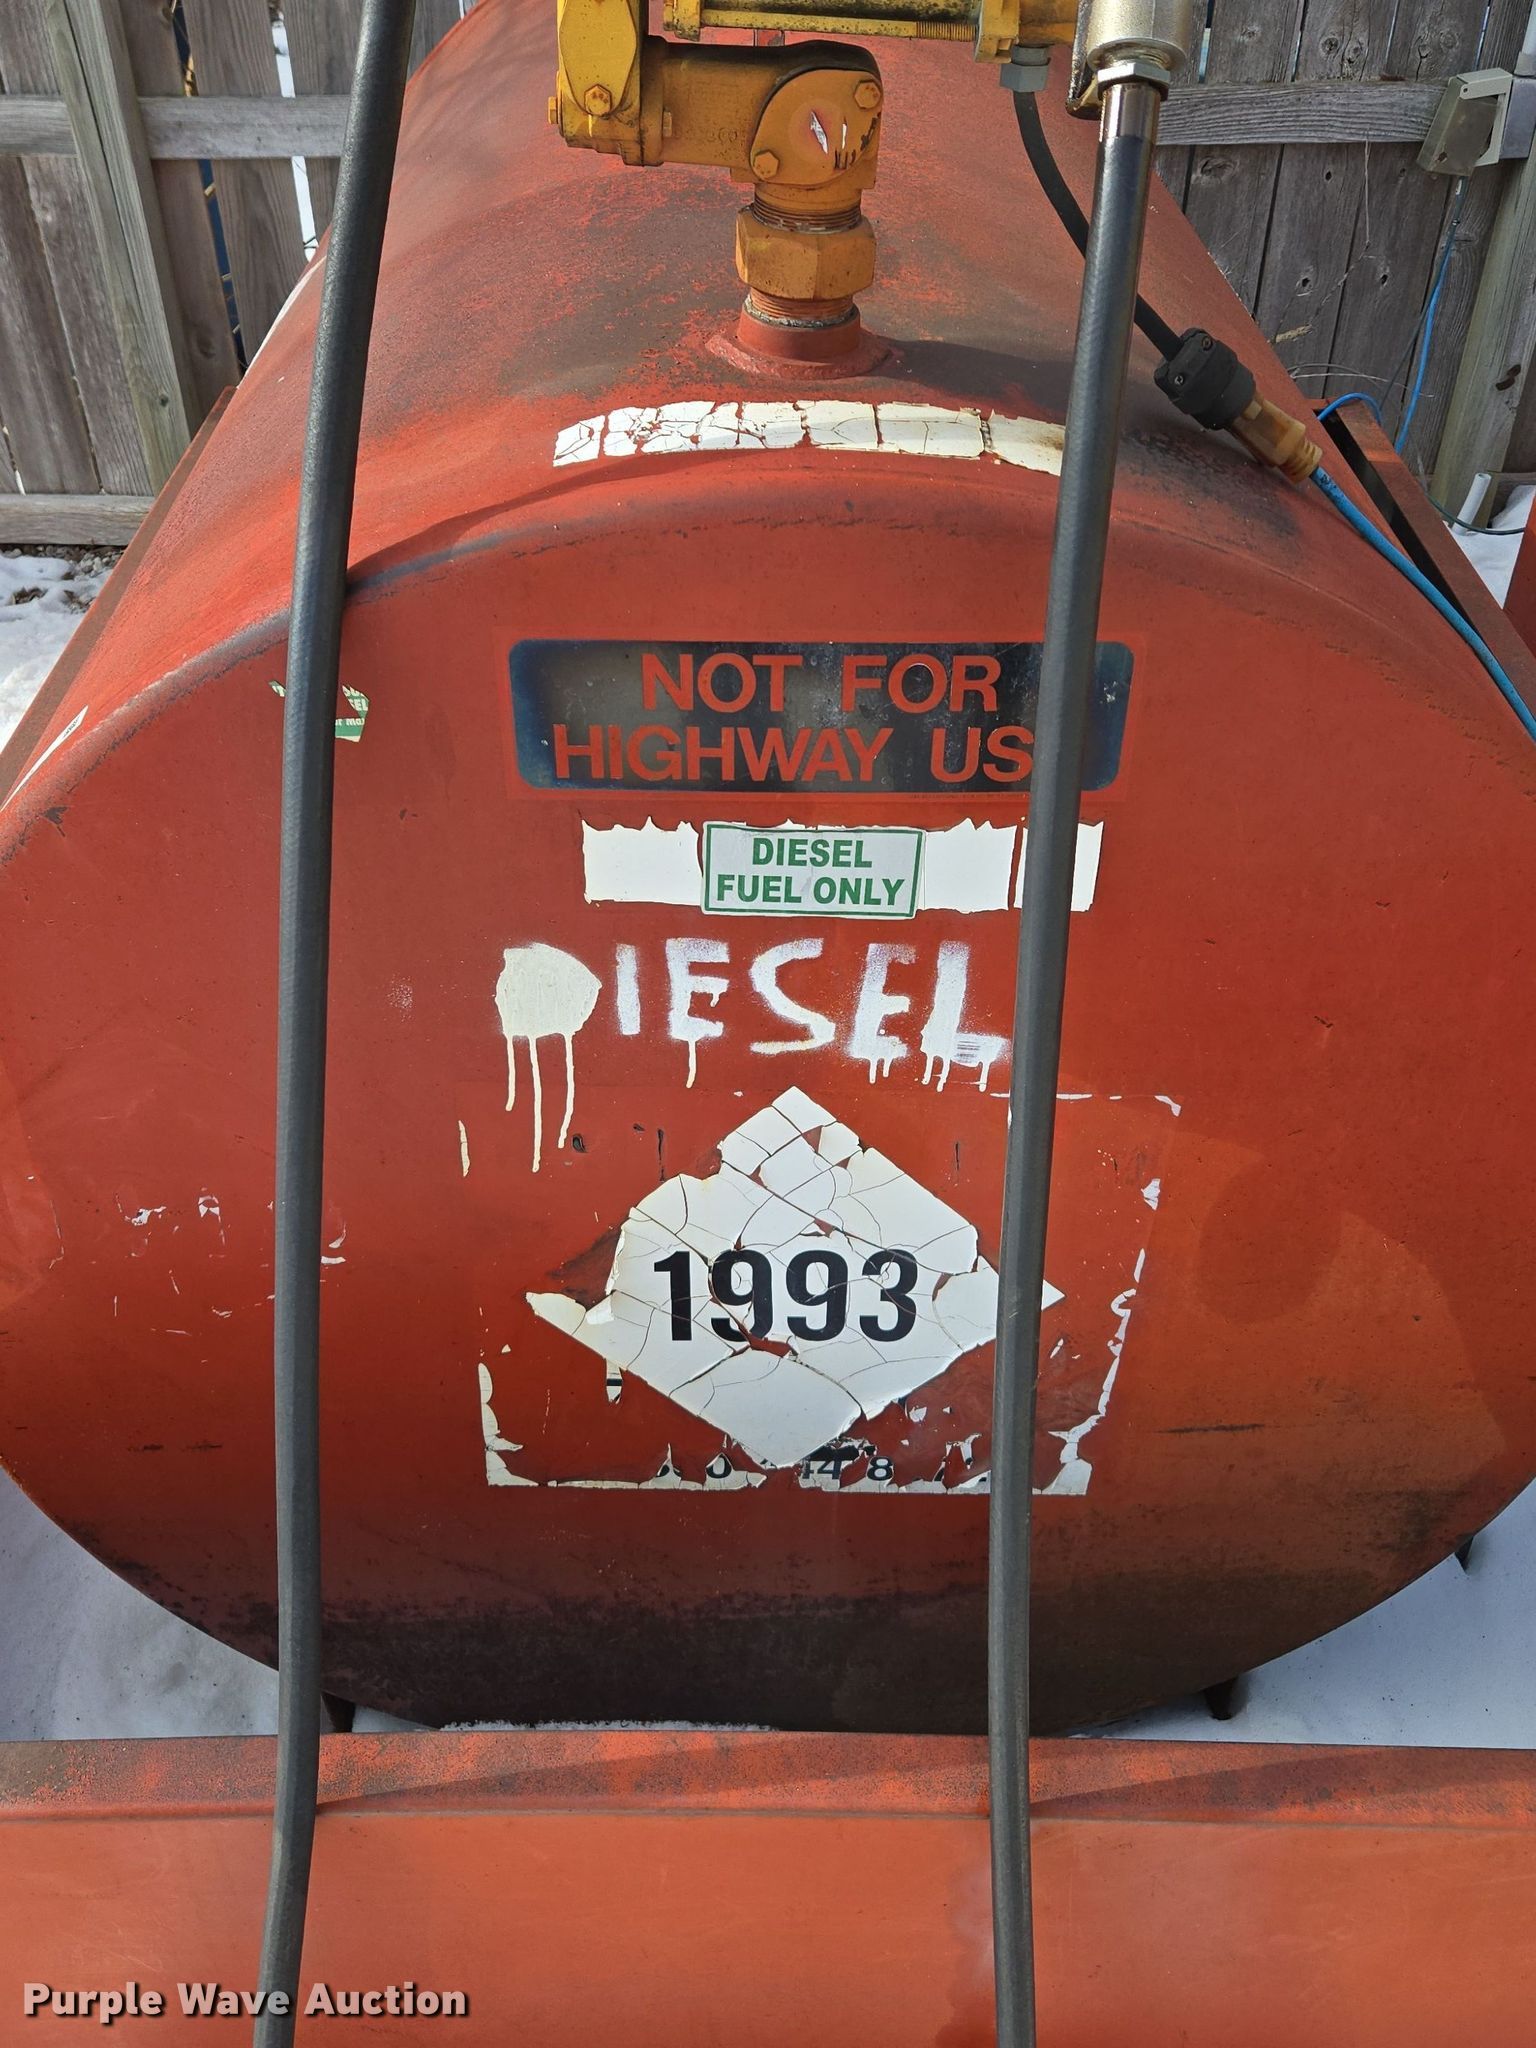 NOT FOR
HIGHWAY US
DIESEL
FUEL ONLY
DIESEL
1993
Purple Wave Auction